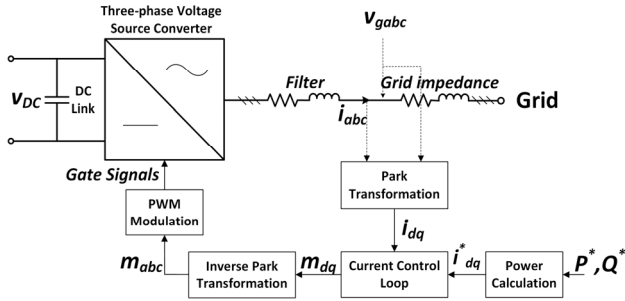 Three-phase Voltage
Source Converter
v_gabc
v_DC
DC
Link
Filter
Grid impedance
i_abc
Grid
Gate Signals
Park
Transformation
PWM
Modulation
i_dq
m_abc
Inverse Park
Transformation
m_dq
Current Control
Loop
i*_dq
Power
Calculation
P*,Q*